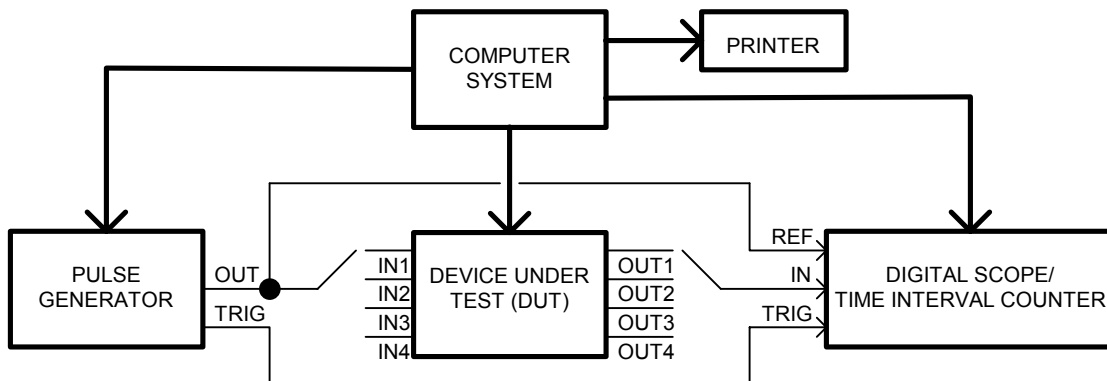 COMPUTER
SYSTEM
PRINTER
PULSE
GENERATOR
OUT
TRIG
IN1
IN2
IN3
IN4
DEVICE UNDER
TEST (DUT)
OUT1
OUT2
OUT3
OUT4
REF
IN
TRIG
DIGITAL SCOPE/
TIME INTERVAL COUNTER